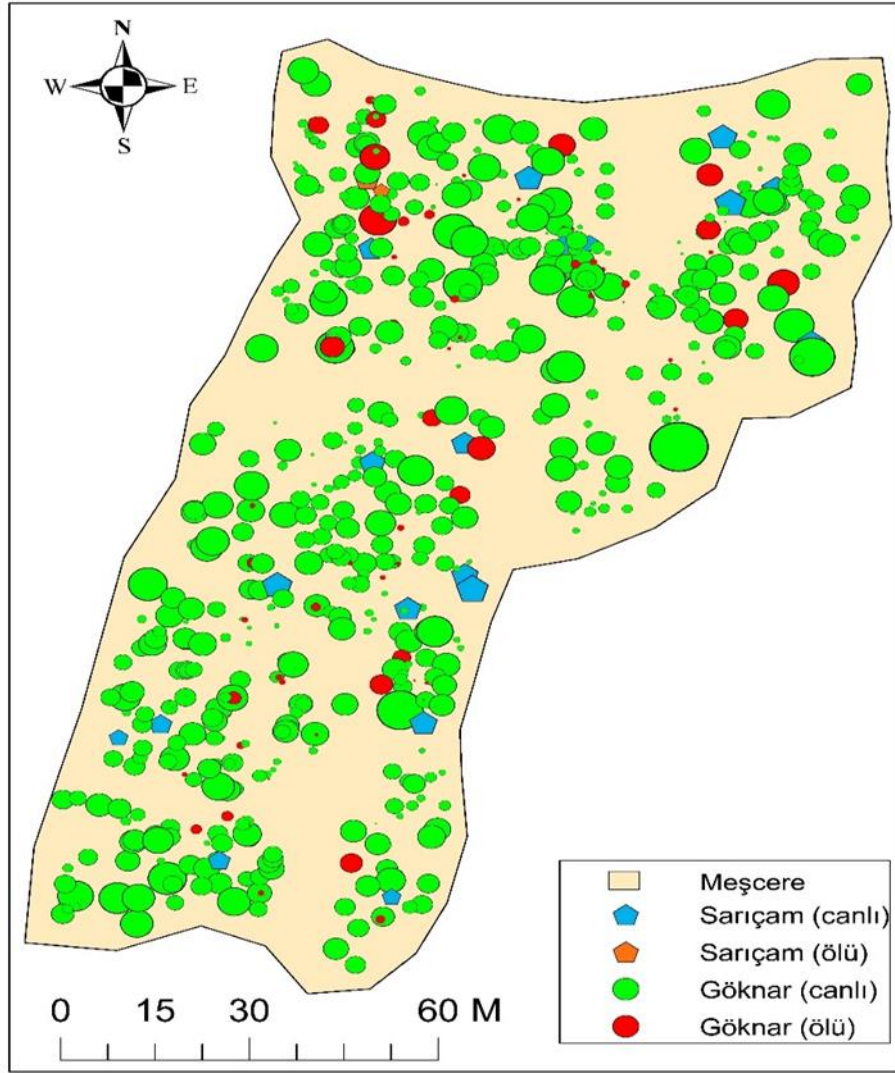 N
W E
S
Meşcere
Sarıçam (canlı)
Sarıçam (ölü)
Göknar (canlı)
Göknar (ölü)
0 15 30 60 M